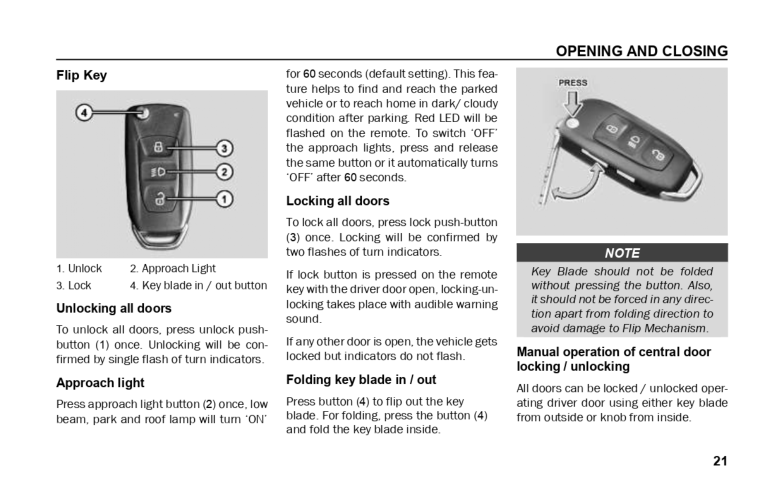 OPENING AND CLOSING
Flip Key
4
3
2
1
1. Unlock 2. Approach Light
3. Lock 4. Key blade in / out button
Unlocking all doors
To unlock all doors, press unlock push-
button (1) once. Unlocking will be con-
firmed by single flash of turn indicators.
Approach light
Press approach light button (2) once, low
beam, park and roof lamp will turn ‘ON’
for 60 seconds (default setting). This fea-
ture helps to find and reach the parked
vehicle or to reach home in dark/ cloudy
condition after parking. Red LED will be
flashed on the remote. To switch ‘OFF’
the approach lights, press and release
the same button or it automatically turns
‘OFF’ after 60 seconds.
Locking all doors
To lock all doors, press lock push-button
(3) once. Locking will be confirmed by
two flashes of turn indicators.
If lock button is pressed on the remote
key with the driver door open, locking-un-
locking takes place with audible warning
sound.
If any other door is open, the vehicle gets
locked but indicators do not flash.
Folding key blade in / out
Press button (4) to flip out the key
blade. For folding, press the button (4)
and fold the key blade inside.
PRESS
NOTE
Key Blade should not be folded
without pressing the button. Also,
it should not be forced in any direc-
tion apart from folding direction to
avoid damage to Flip Mechanism.
Manual operation of central door
locking / unlocking
All doors can be locked / unlocked oper-
ating driver door using either key blade
from outside or knob from inside.
21